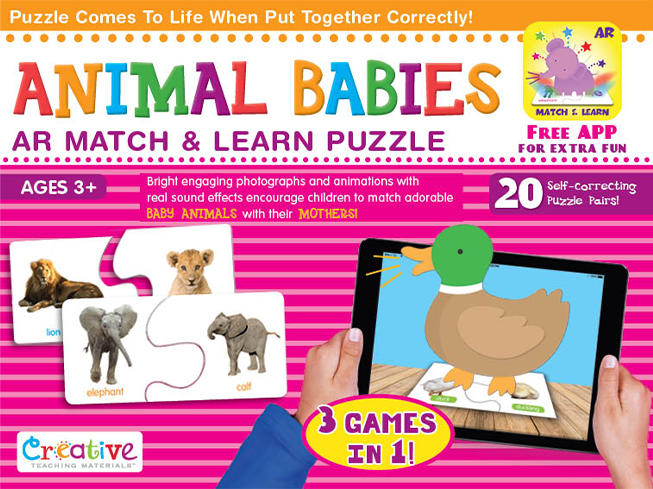 Puzzle Comes To Life When Put Together Correctly!
AR
MATCH & LEARN
ANIMAL BABIES
AR MATCH & LEARN PUZZLE
FREE APP
FOR EXTRA FUN
AGES 3+
Bright engaging photographs and animations with
real sound effects encourage children to match adorable
BABY ANIMALS with their MOTHERS!
20 Self-Correcting
Puzzle Pairs!
lion
elephant
calf
duck
duckling
3 GAMES
IN 1!
Creative
TEACHING MATERIALS™